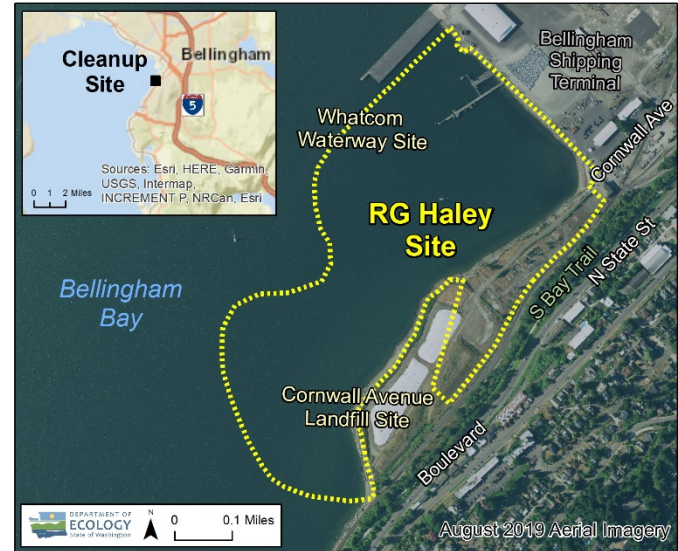 Bellingham
Cleanup
Site
5
Sources: Esri, HERE, Garmin,
USGS, Intermap,
INCREMENT P, NRCan, Esri
0 1 2 Miles
Bellingham
Shipping
Terminal
Whatcom
Waterway Site
Cornwall Ave
RG Haley
Site
S Bay Trail
N State St
Bellingham
Bay
Cornwall Avenue
Landfill Site
Boulevard
DEPARTMENT OF
ECOLOGY
State of Washington
N
0 0.1 Miles
August 2019 Aerial Imagery